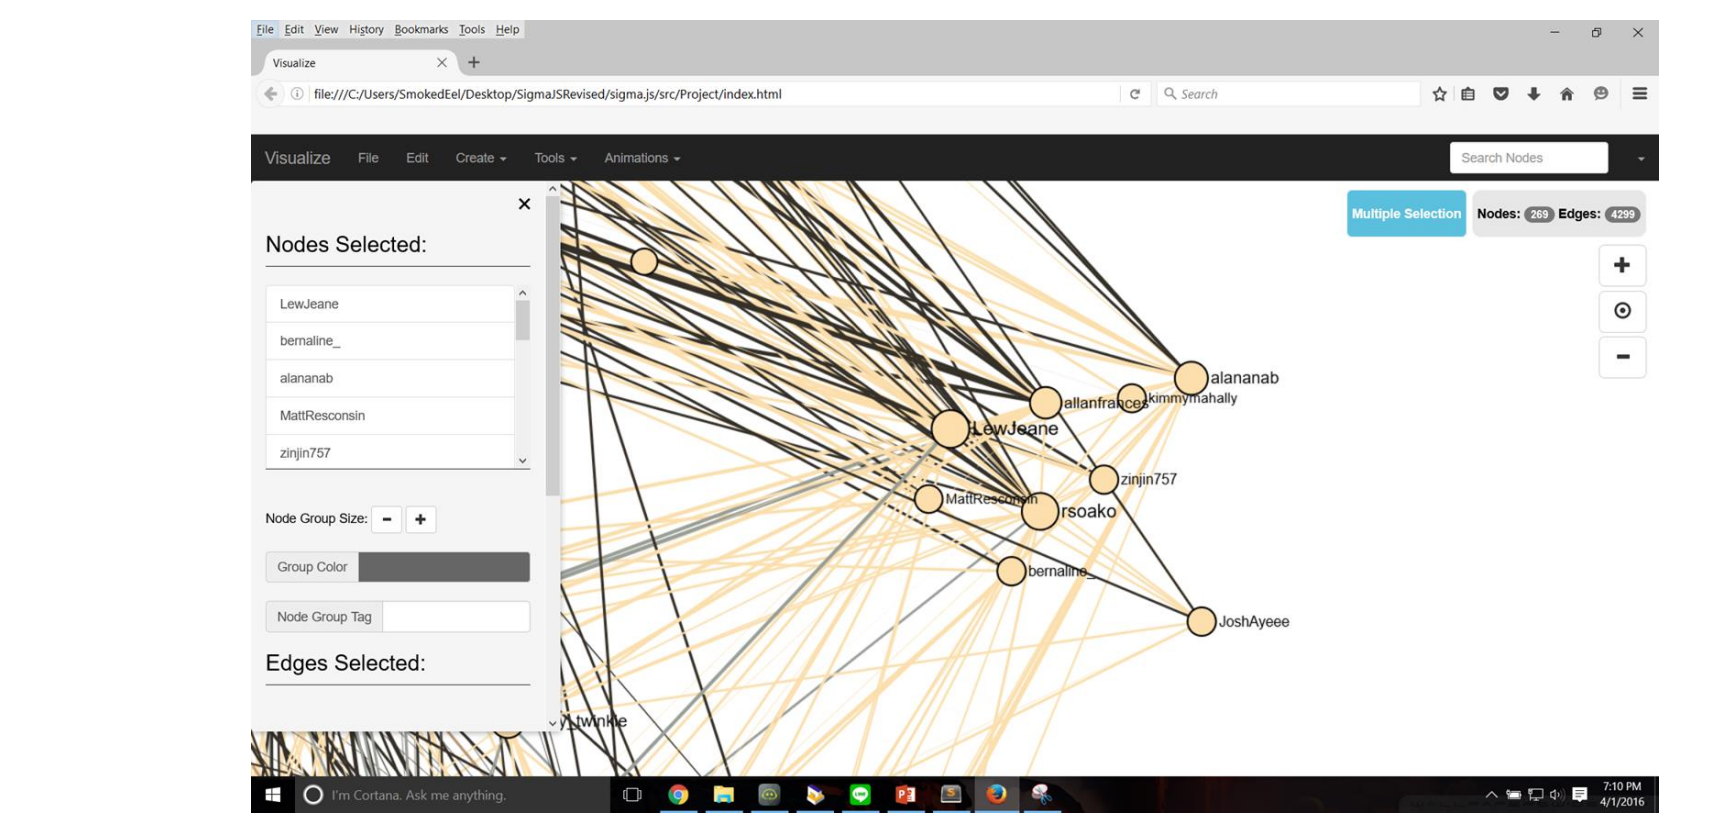 File Edit View History Bookmarks Tools Help
Visualize
file:///C:/Users/SmokedEel/Desktop/SigmaJSRevised/sigma.js/src/Project/index.html
Search
Visualize File Edit Create Tools Animations
Search Nodes
Multiple Selection
Nodes: 269 Edges: 4299
Nodes Selected:
LewJeane
bernaline_
alananab
MattResconsin
zinjin757
Node Group Size:
Group Color
Node Group Tag
Edges Selected:
alananab
kimmymahally
allanfrances
LewJeane
zinjin757
MattResconsin
rsoako
bernaline_
JoshAyeee
y_twinkle
I'm Cortana. Ask me anything.
7:10 PM
4/1/2016